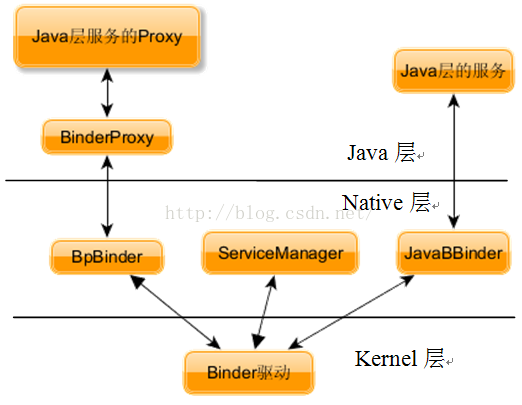 Java层服务的Proxy
Java层的服务
BinderProxy
Java 层
Native 层
http://blog.csdn.net/
BpBinder
ServiceManager
JavaBBinder
Binder驱动
Kernel 层